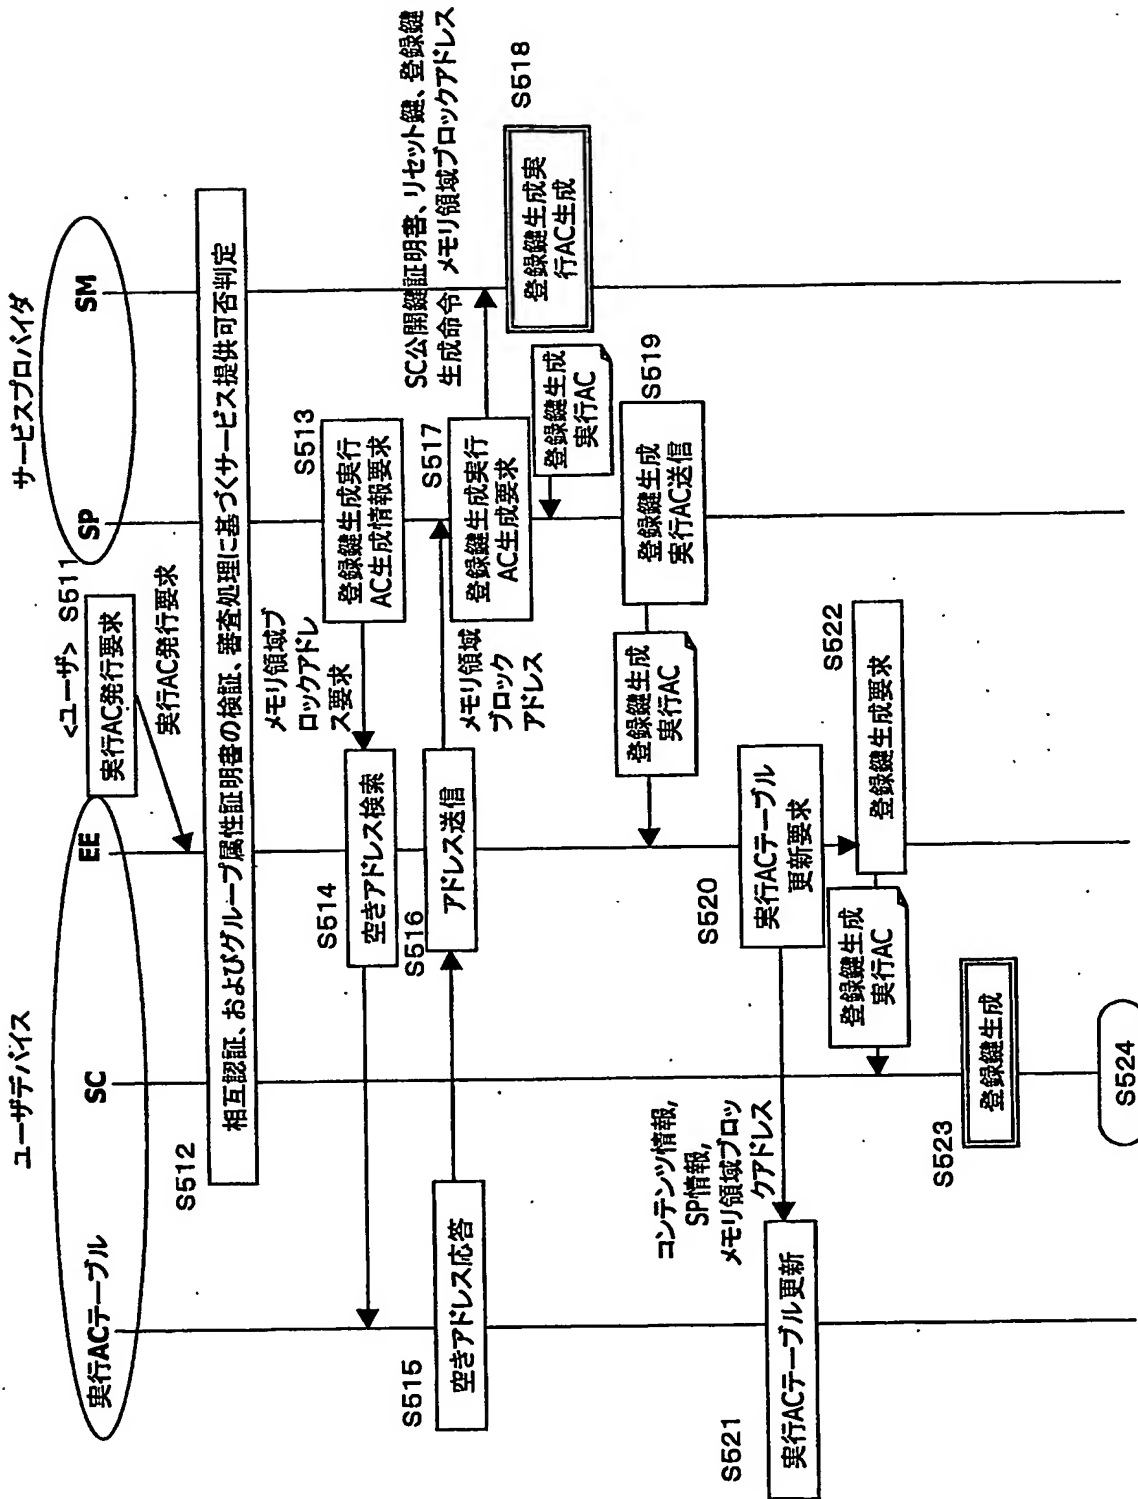 ユーザデバイス
サービスプロバイダ
実行ACテーブル
SC
EE
SP
SM
<ユーザ> S511
実行AC発行要求
実行AC発行要求
S512
相互認証、およびグループ属性証明書の検証、審査処理に基づくサービス提供可否判定
S513
登録鍵生成実行
AC生成情報要求
メモリ領域ブ
ロックアドレ
ス要求
S514
空きアドレス検索
S515
空きアドレス応答
S516
アドレス送信
メモリ領域
ブロック
アドレス
S517
登録鍵生成実行
AC生成要求
SC公開鍵証明書、リセット鍵、登録鍵
生成命令 メモリ領域ブロックアドレス
S518
登録鍵生成実
行AC生成
登録鍵生成
実行AC
S519
登録鍵生成
実行AC送信
登録鍵生成
実行AC
S520
実行ACテーブル
更新要求
コンテンツ情報,
SP情報,
メモリ領域ブロッ
クアドレス
S521
実行ACテーブル更新
S522
登録鍵生成要求
登録鍵生成
実行AC
S523
登録鍵生成
S524